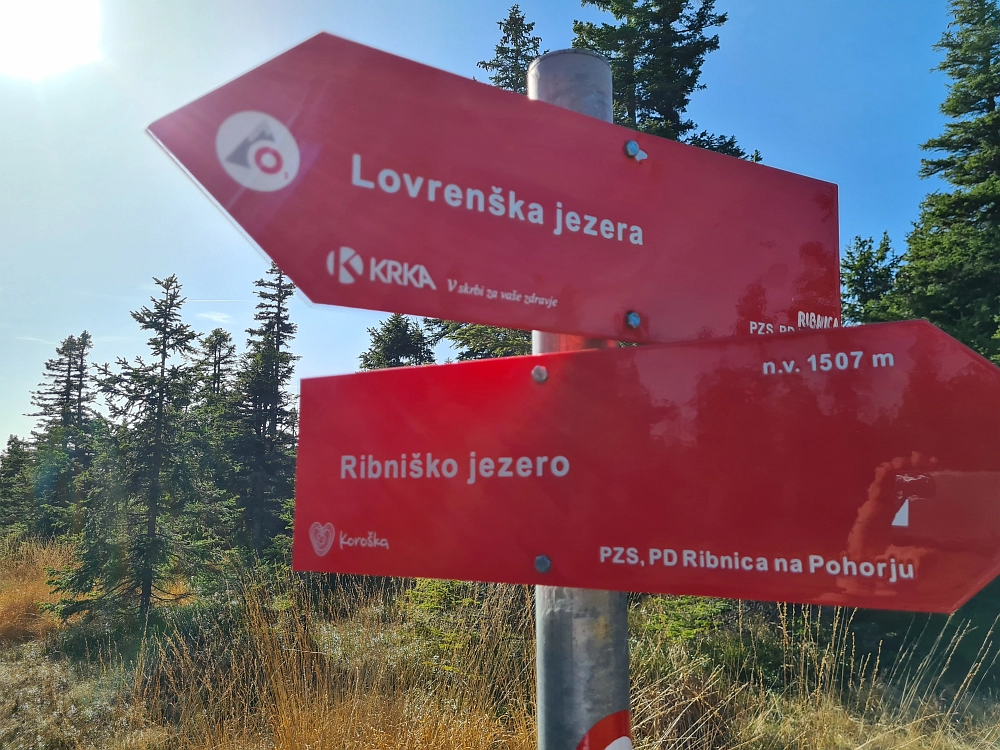 Lovrenška jezera
KRKA V skrbi za vaše zdravje
PZS, PD RIBNICA
n.v. 1507 m
Ribniško jezero
Koroška
PZS, PD Ribnica na Pohorju